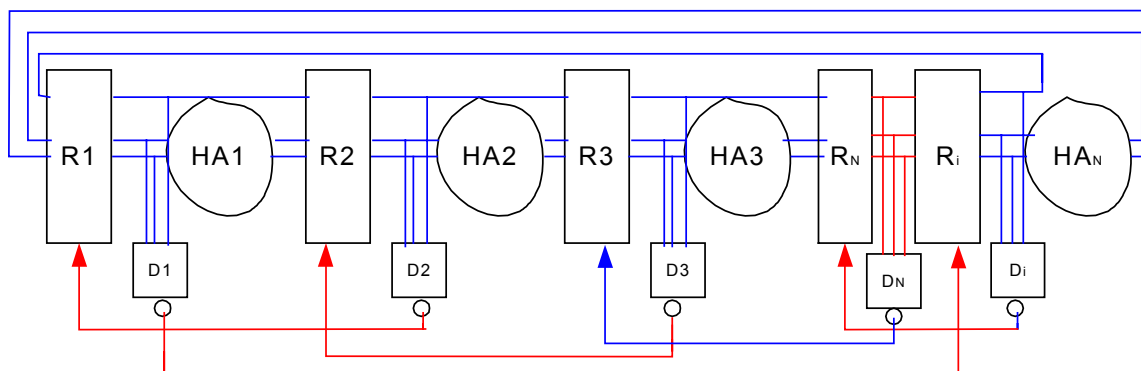 R1 HA1 R2 HA2 R3 HA3 RN Ri HAN
D1 D2 D3 DN Di